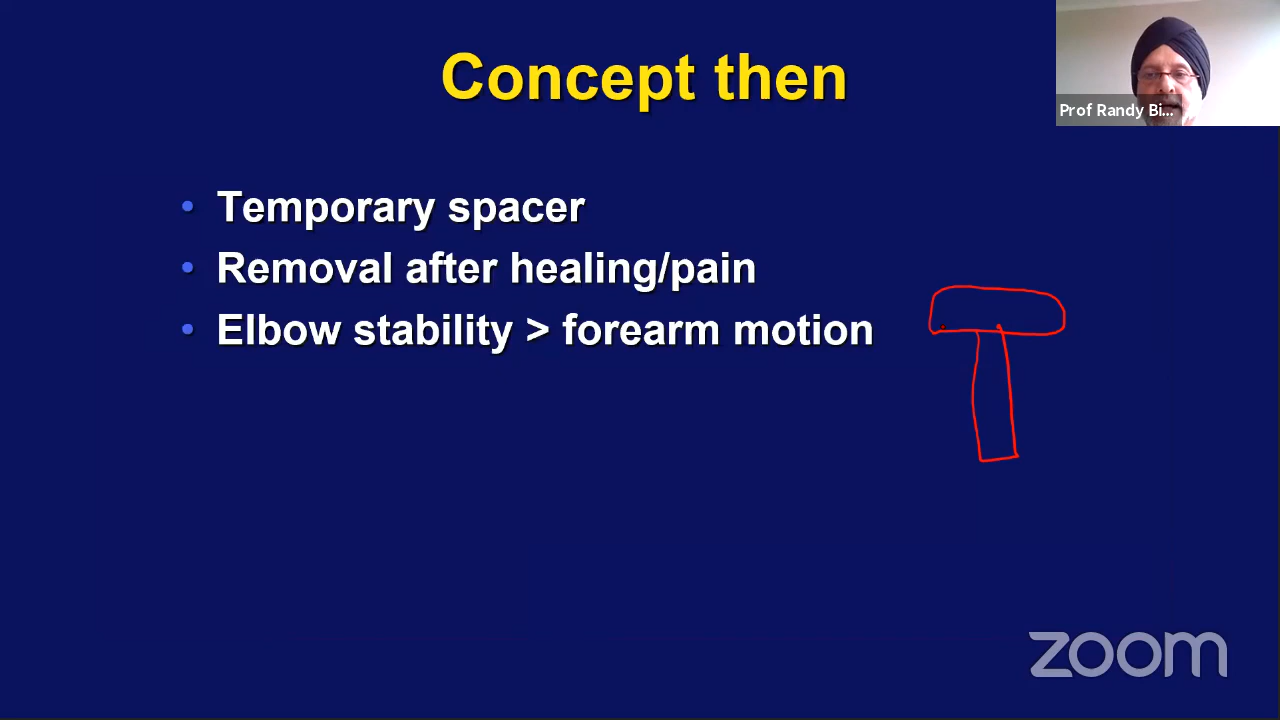 Concept then
Prof Randy Bi...
• Temporary spacer
• Removal after healing/pain
• Elbow stability > forearm motion
zoom